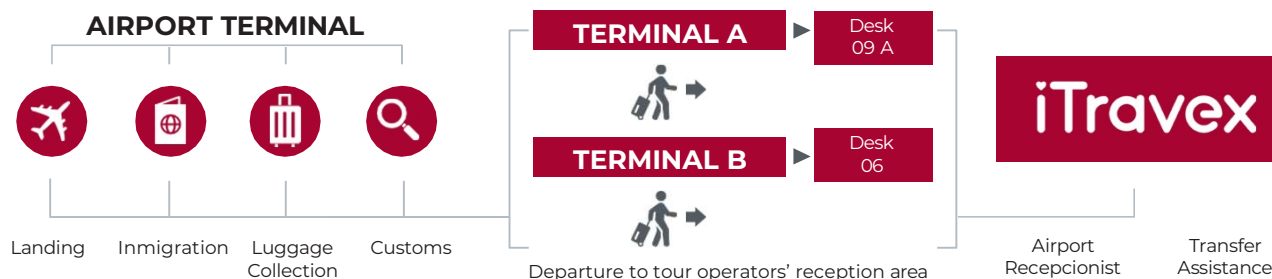 AIRPORT TERMINAL
Landing
Inmigration
Luggage
Collection
Customs
TERMINAL A
Desk
09 A
TERMINAL B
Desk
06
Departure to tour operators’ reception area
iTravex
Airport
Repcionist
Transfer
Assistance